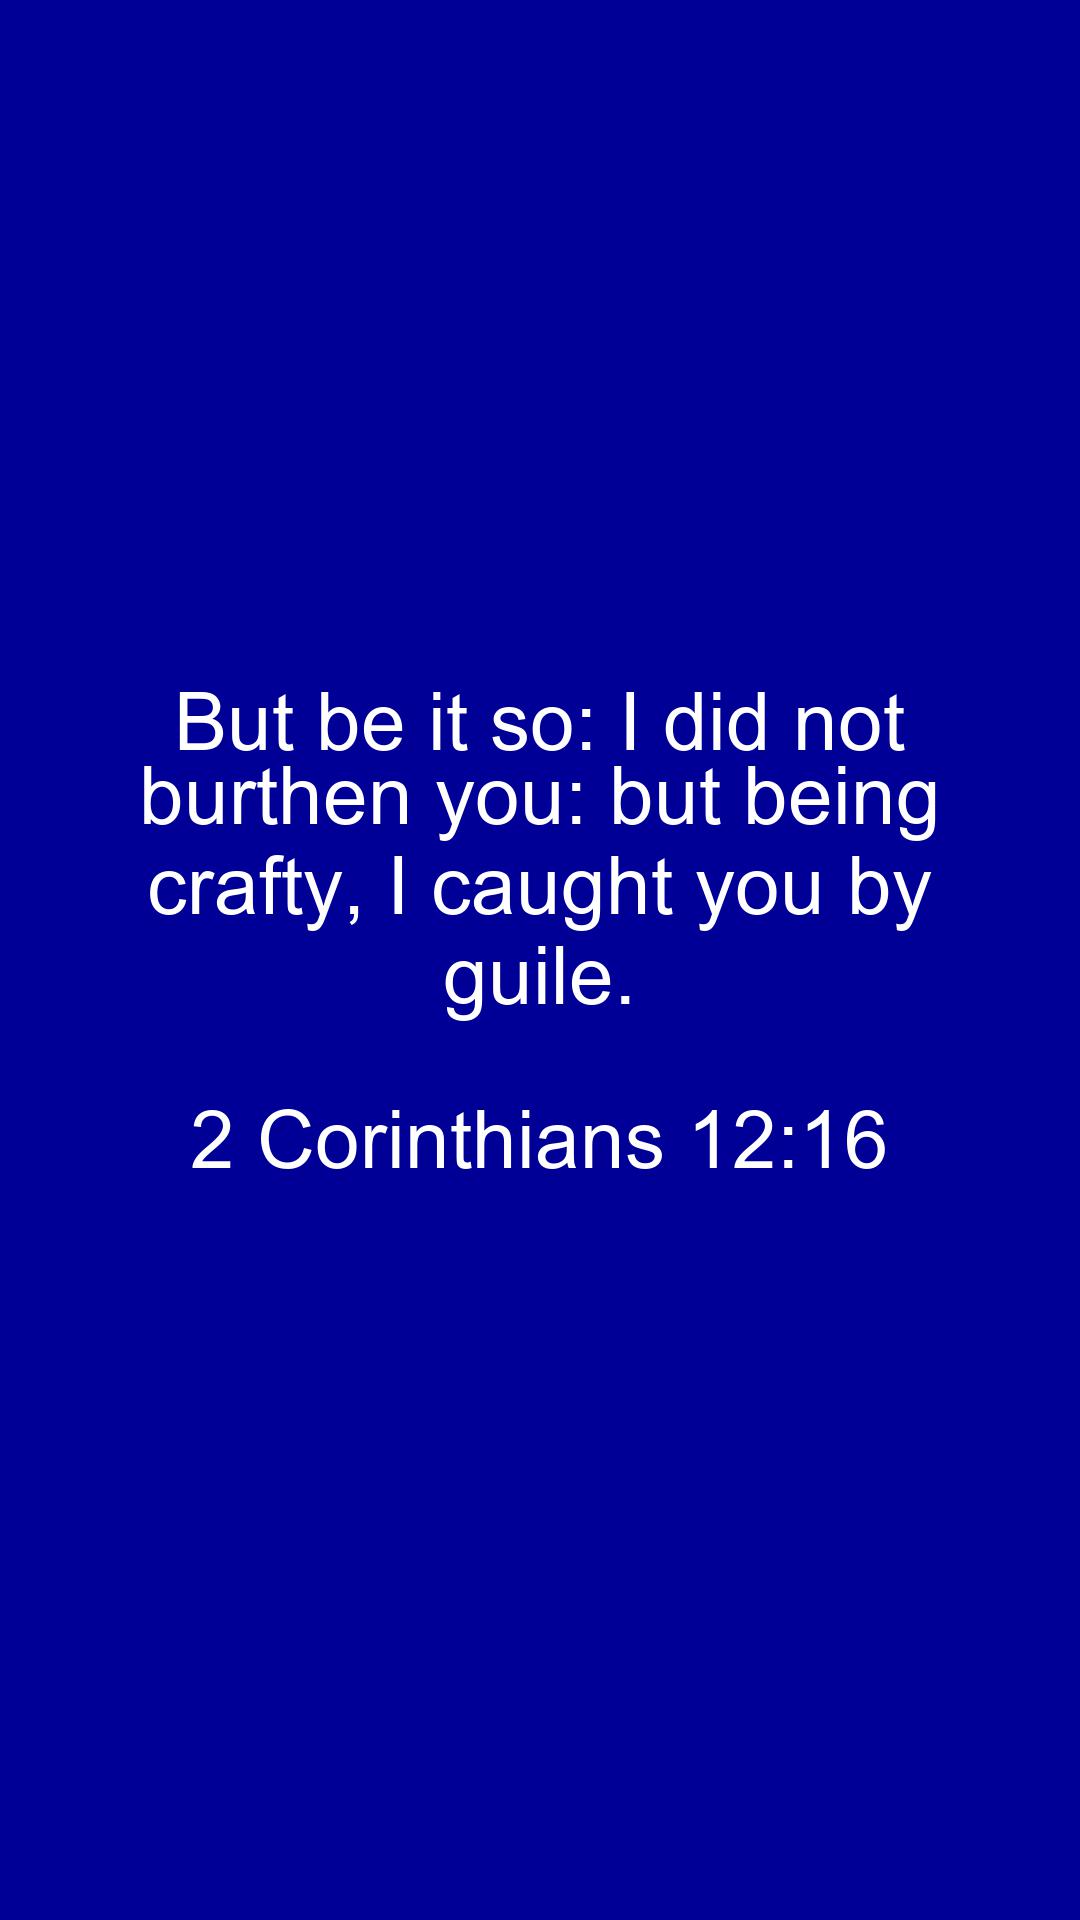 But be it so: I did not
burthen you: but being
crafty, I caught you by
guile.
2 Corinthians 12:16